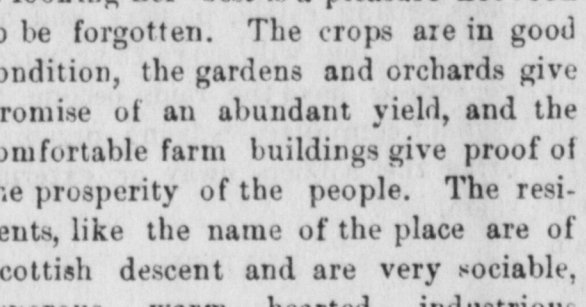 be forgotten. The crops are in good
ondition, the gardens and orchards give
romise of an abundant yield, and the
omfortable farm buildings give proof of
e prosperity of the people. The resi-
ents, like the name of the place are of
cottish descent and are very sociable,